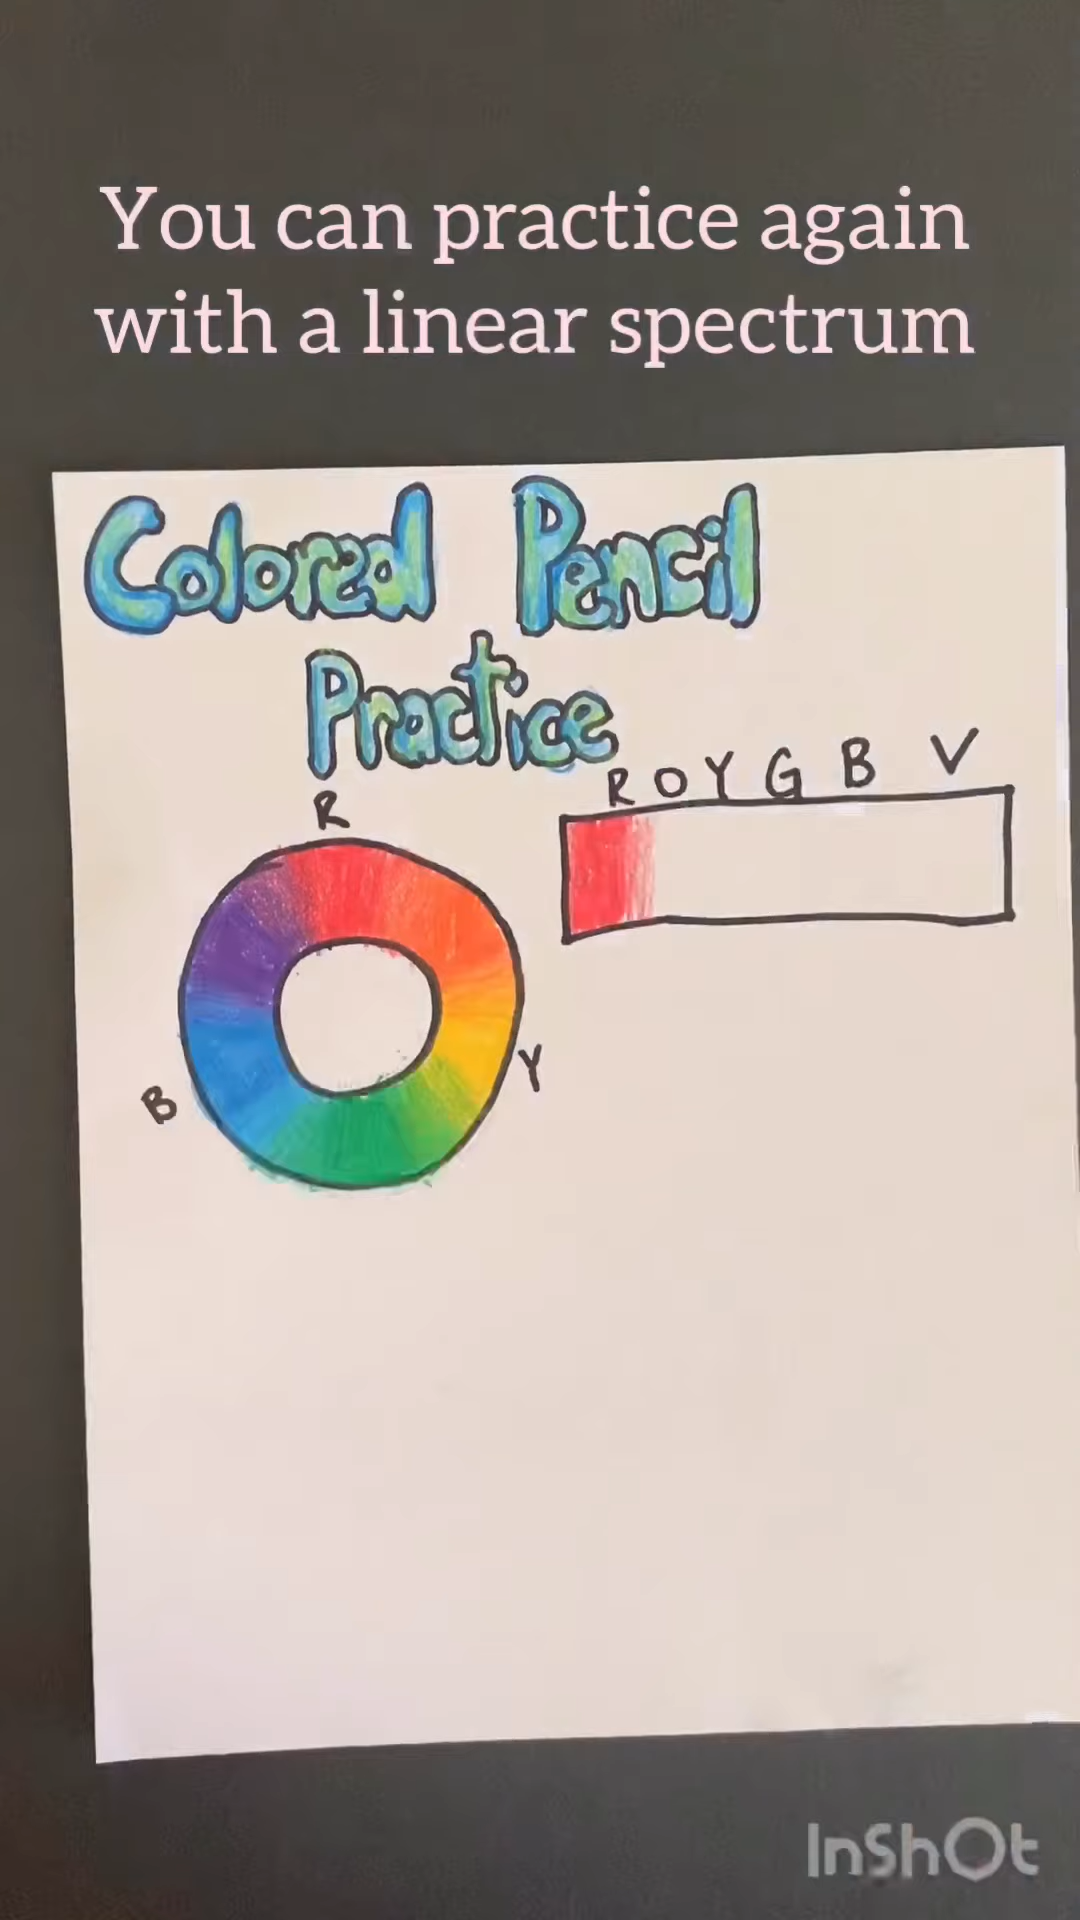 You can practice again
with a linear spectrum
Colored Pencil
Practice
R O Y G B V
R
Y
B
InShOt